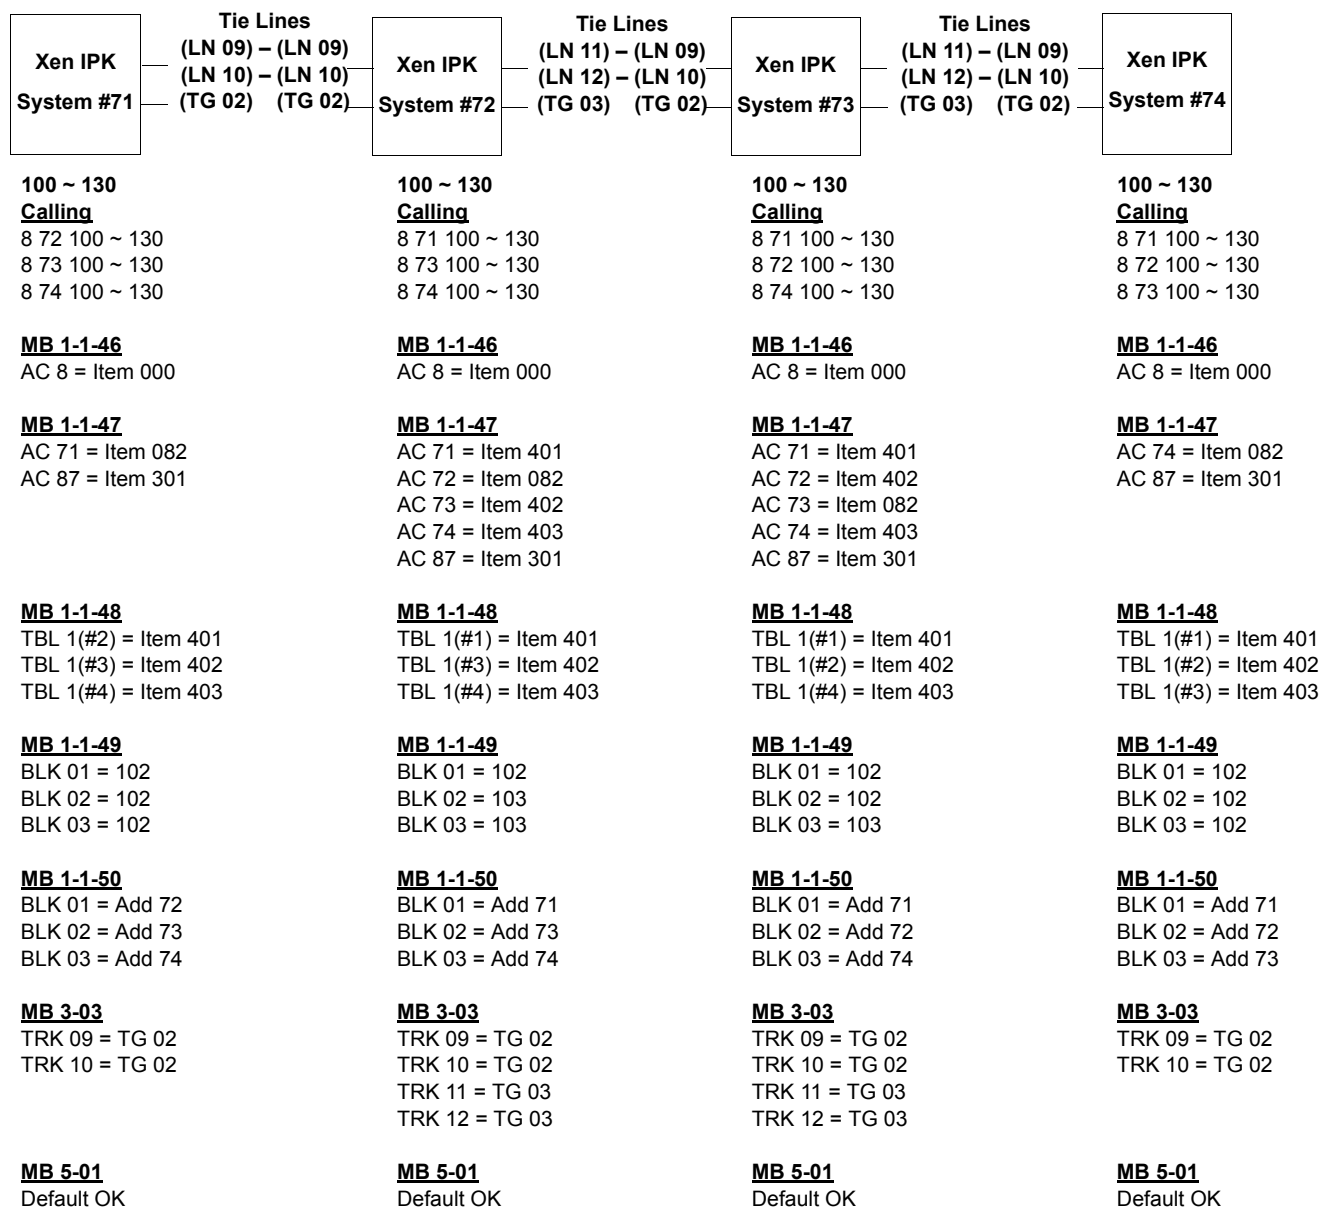 Tie Lines
(LN 09) – (LN 09)
(LN 10) – (LN 10)
(TG 02) (TG 02)
Tie Lines
(LN 11) – (LN 09)
(LN 12) – (LN 10)
(TG 03) (TG 02)
Tie Lines
(LN 11) – (LN 09)
(LN 12) – (LN 10)
(TG 03) (TG 02)
Xen IPK
System #71
Xen IPK
System #72
Xen IPK
System #73
Xen IPK
System #74
100 ~ 130
Calling
8 72 100 ~ 130
8 73 100 ~ 130
8 74 100 ~ 130
MB 1-1-46
AC 8 = Item 000
MB 1-1-47
AC 71 = Item 082
AC 87 = Item 301
MB 1-1-48
TBL 1(#2) = Item 401
TBL 1(#3) = Item 402
TBL 1(#4) = Item 403
MB 1-1-49
BLK 01 = 102
BLK 02 = 102
BLK 03 = 102
MB 1-1-50
BLK 01 = Add 72
BLK 02 = Add 73
BLK 03 = Add 74
MB 3-03
TRK 09 = TG 02
TRK 10 = TG 02
MB 5-01
Default OK
100 ~ 130
Calling
8 71 100 ~ 130
8 73 100 ~ 130
8 74 100 ~ 130
MB 1-1-46
AC 8 = Item 000
MB 1-1-47
AC 71 = Item 401
AC 72 = Item 082
AC 73 = Item 402
AC 74 = Item 403
AC 87 = Item 301
MB 1-1-48
TBL 1(#1) = Item 401
TBL 1(#3) = Item 402
TBL 1(#4) = Item 403
MB 1-1-49
BLK 01 = 102
BLK 02 = 103
BLK 03 = 103
MB 1-1-50
BLK 01 = Add 71
BLK 02 = Add 73
BLK 03 = Add 74
MB 3-03
TRK 09 = TG 02
TRK 10 = TG 02
TRK 11 = TG 03
TRK 12 = TG 03
MB 5-01
Default OK
100 ~ 130
Calling
8 71 100 ~ 130
8 72 100 ~ 130
8 74 100 ~ 130
MB 1-1-46
AC 8 = Item 000
MB 1-1-47
AC 71 = Item 401
AC 72 = Item 402
AC 73 = Item 082
AC 74 = Item 403
AC 87 = Item 301
MB 1-1-48
TBL 1(#1) = Item 401
TBL 1(#2) = Item 402
TBL 1(#4) = Item 403
MB 1-1-49
BLK 01 = 102
BLK 02 = 102
BLK 03 = 103
MB 1-1-50
BLK 01 = Add 71
BLK 02 = Add 72
BLK 03 = Add 74
MB 3-03
TRK 09 = TG 02
TRK 10 = TG 02
TRK 11 = TG 03
TRK 12 = TG 03
MB 5-01
Default OK
100 ~ 130
Calling
8 71 100 ~ 130
8 72 100 ~ 130
8 73 100 ~ 130
MB 1-1-46
AC 8 = Item 000
MB 1-1-47
AC 74 = Item 082
AC 87 = Item 301
MB 1-1-48
TBL 1(#1) = Item 401
TBL 1(#2) = Item 402
TBL 1(#3) = Item 403
MB 1-1-49
BLK 01 = 102
BLK 02 = 102
BLK 03 = 102
MB 1-1-50
BLK 01 = Add 71
BLK 02 = Add 72
BLK 03 = Add 73
MB 3-03
TRK 09 = TG 02
TRK 10 = TG 02
MB 5-01
Default OK